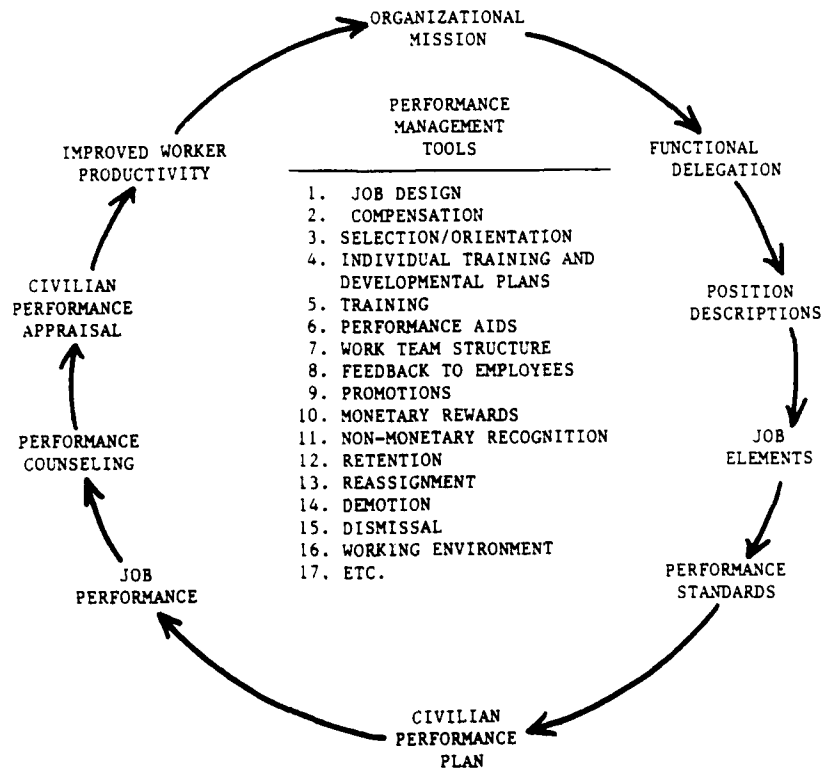 ORGANIZATIONAL
MISSION
FUNCTIONAL
DELEGATION
POSITION
DESCRIPTIONS
JOB
ELEMENTS
PERFORMANCE
STANDARDS
CIVILIAN
PERFORMANCE
PLAN
JOB
PERFORMANCE
PERFORMANCE
COUNSELING
CIVILIAN
PERFORMANCE
APPRAISAL
IMPROVED WORKER
PRODUCTIVITY
PERFORMANCE
MANAGEMENT
TOOLS
1. JOB DESIGN
2. COMPENSATION
3. SELECTION/ORIENTATION
4. INDIVIDUAL TRAINING AND
DEVELOPMENTAL PLANS
5. TRAINING
6. PERFORMANCE AIDS
7. WORK TEAM STRUCTURE
8. FEEDBACK TO EMPLOYEES
9. PROMOTIONS
10. MONETARY REWARDS
11. NON-MONETARY RECOGNITION
12. RETENTION
13. REASSIGNMENT
14. DEMOTION
15. DISMISSAL
16. WORKING ENVIRONMENT
17. ETC.